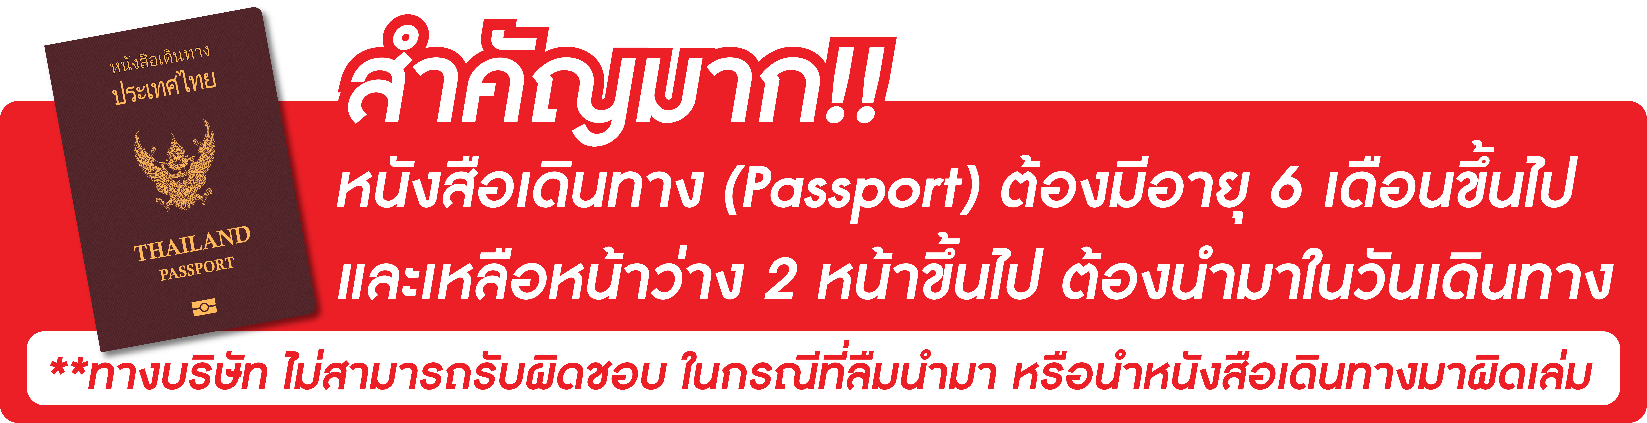 หนังสือเดินทาง
ประเทศไทย
THAILAND
PASSPORT
สำคัญมาก!!
หนังสือเดินทาง (Passport) ต้องมีอายุ 6 เดือนขึ้นไป
และเหลือหน้าว่าง 2 หน้าขึ้นไป ต้องนำมาในวันเดินทาง
**ทางบริษัท ไม่สามารถรับผิดชอบ ในกรณีที่ลืมนำมา หรือนำหนังสือเดินทางมาผิดเล่ม